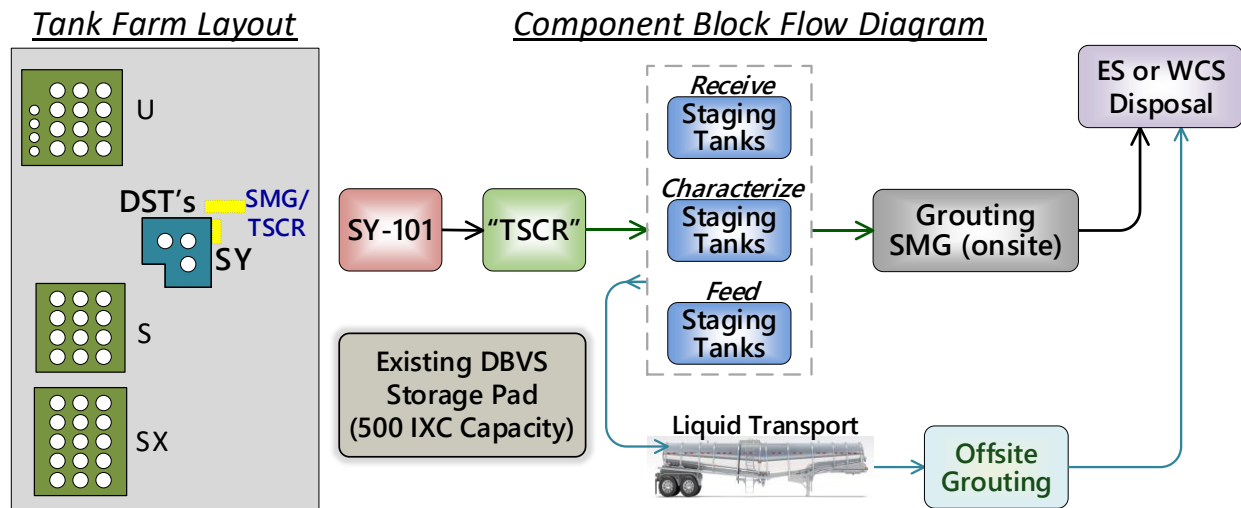 Tank Farm Layout
U
DST's
SMG/
TSCR
SY
S
SX
Component Block Flow Diagram
SY-101
"TSCR"
Receive
Staging
Tanks
Characterize
Staging
Tanks
Feed
Staging
Tanks
Grouting
SMG (onsite)
ES or WCS
Disposal
Existing DBVS
Storage Pad
(500 IXC Capacity)
Liquid Transport
Offsite
Grouting